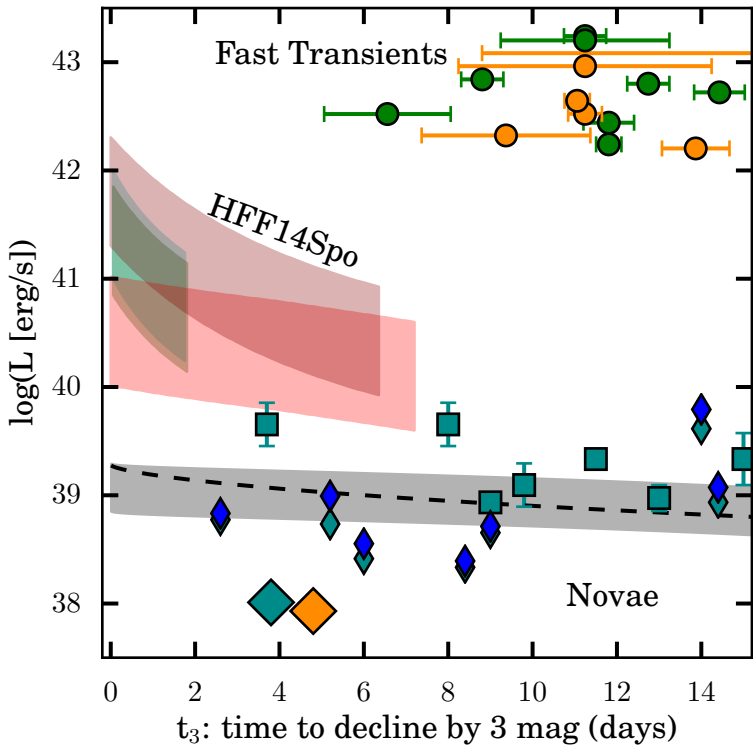 Fast Transients
HFF14Spo
Novae
log(L [erg/s])
43
42
41
40
39
38
0 2 4 6 8 10 12 14
t₃: time to decline by 3 mag (days)